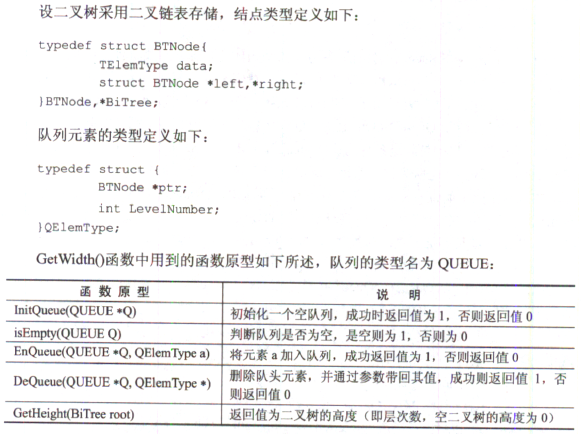 设二叉树采用二叉链表存储，结点类型定义如下：
typedef struct BTNode{
TElemType data;
struct BTNode *left,*right;
}BTNode,*BiTree;
队列元素的类型定义如下：
typedef struct {
BTNode *ptr;
int LevelNumber;
}QElemType;
GetWidth()函数中用到的函数原型如下所述，队列的类型名为 QUEUE：
函 数 原 型 说 明
InitQueue(QUEUE *Q) 初始化一个空队列，成功时返回值为 1，否则返回值 0
isEmpty(QUEUE Q) 判断队列是否为空，是空则为 1，否则为 0
EnQueue(QUEUE *Q, QElemType a) 将元素 a 加入队列，成功返回值为 1，否则返回值 0
DeQueue(QUEUE *Q, QElemType *) 删除队头元素，并通过参数带回其值，成功则返回值 1，否
则返回值 0
GetHeight(BiTree root) 返回值为二叉树的高度（即层次数，空二叉树的高度为 0）